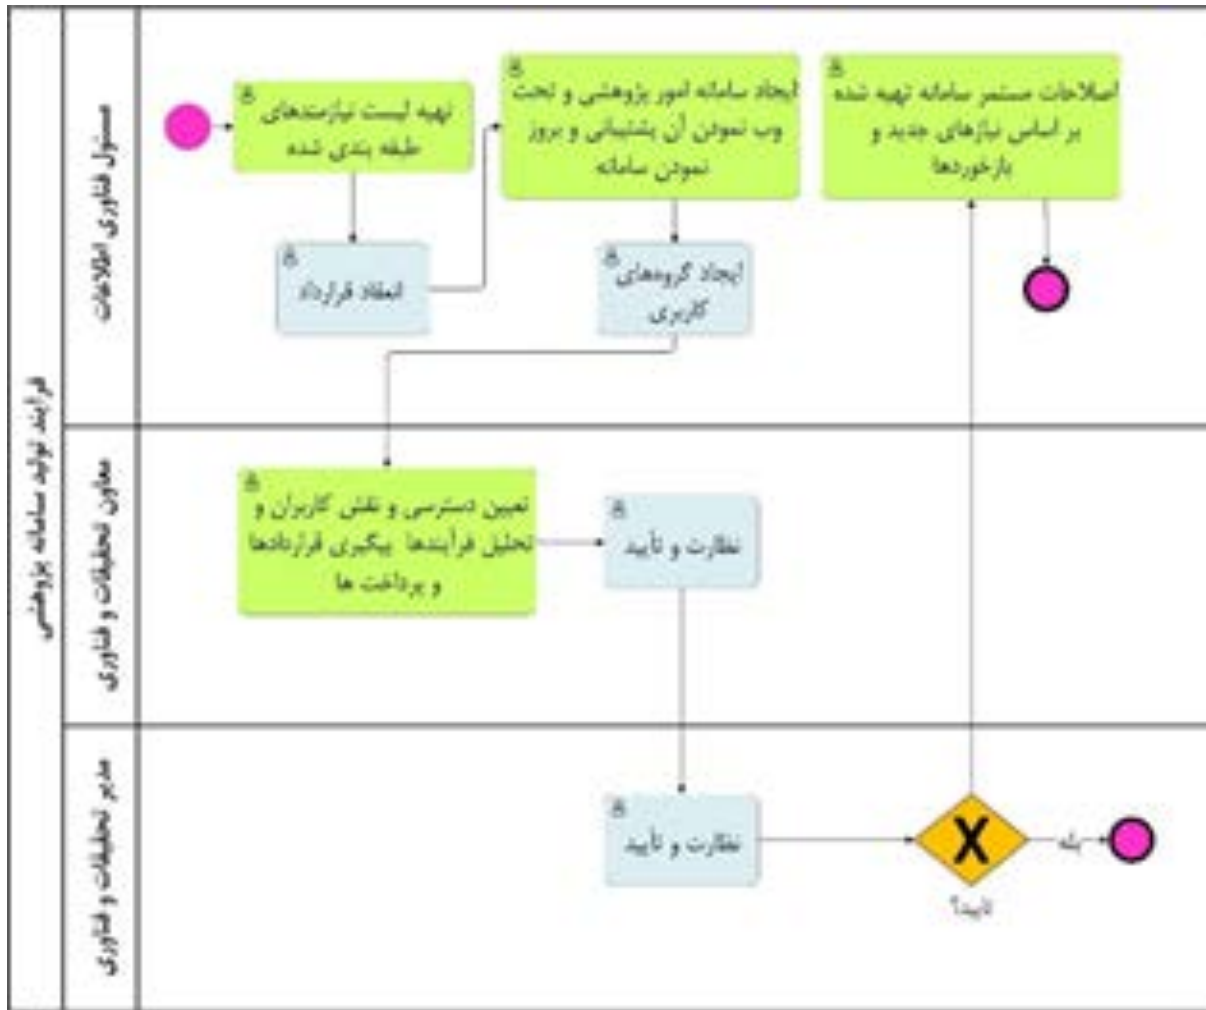 فرآیند تولید سامانه پژوهشی
مسئول فناوری اطلاعات
تهیه لیست نیازمندهای
طبقه بندی شده
انعقاد قرارداد
ایجاد سامانه امور پژوهشی و تحت
وب نمودن آن پشتیبانی و بروز
نمودن سامانه
ایجاد گروه‌های
کاربری
اصلاحات مستمر سامانه تهیه شده
بر اساس نیازهای جدید و
بازخوردها
معاون تحقیقات و فناوری
تعیین دسترسی و نقش کاربران و
تحلیل فرآیندها پیگیری قراردادها
و پرداخت ها
نظارت و تأیید
مدیر تحقیقات و فناوری
نظارت و تأیید
تایید؟
بله